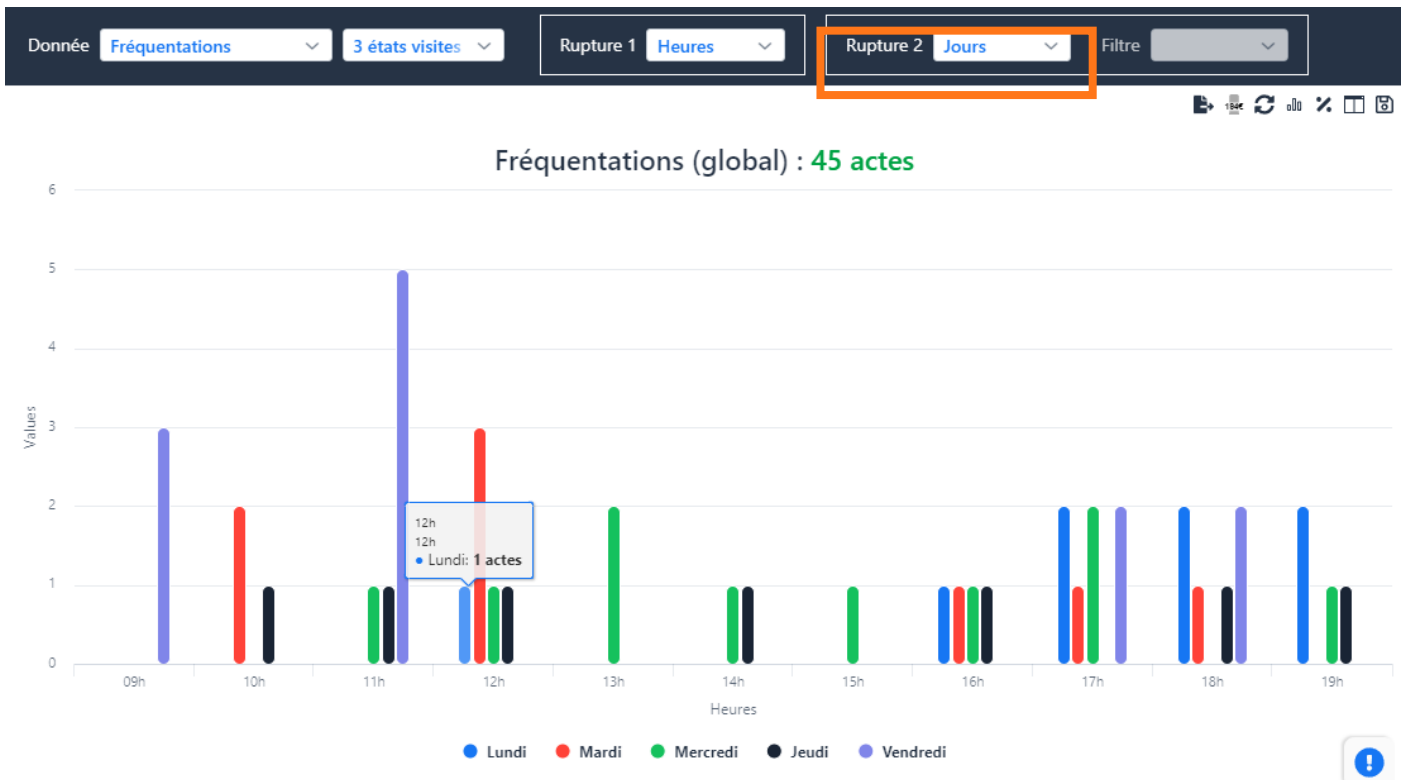 Donnée Fréquentations 3 états visites Rupture 1 Heures Rupture 2 Jours Filtre
184€
Fréquentations (global) : 45 actes
6
5
4
3
2
1
0
Values
12h
12h
Lundi: 1 actes
09h 10h 11h 12h 13h 14h 15h 16h 17h 18h 19h
Heures
Lundi Mardi Mercredi Jeudi Vendredi